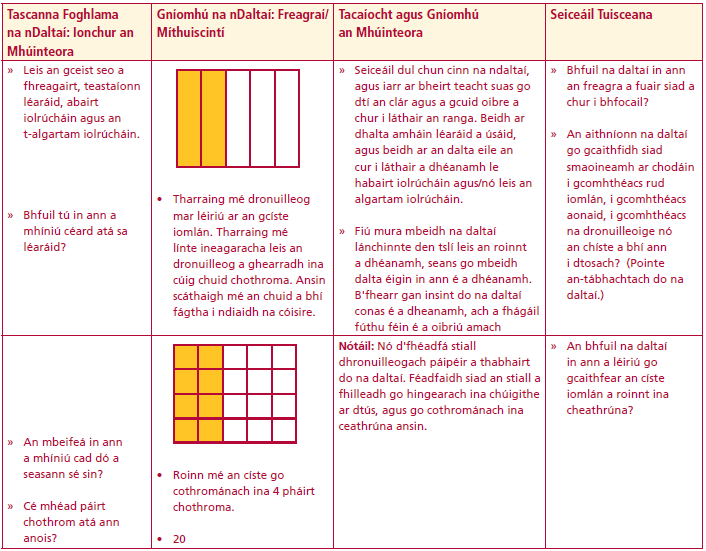 Tascanna Foghlama
na nDaltaí: Ionchur an
Mhúinteora
Gníomhú na nDaltaí: Freagraí/
Míthuiscintí
Tacaíocht agus Gníomhú
an Mhúinteora
Seiceáil Tuisceana
» Leis an gceist seo a
fhreagairt, teastaíonn
léaráid, abairt
iolrúcháin agus an
t-algartam iolrúcháin.
» Bhfuil tú in ann a
mhíniú céard atá sa
léaráid?
• Tharraing mé dronuilleog
mar léiriú ar an gcíste
iomlán. Tharraing mé
línte ineagaracha leis an
dronuilleog a ghearradh ina
cúig chuid chothroma. Ansin
scáthaigh mé an chuid a bhí
fágtha i ndiaidh na cóisire.
» Seiceáil dul chun cinn na ndaltaí,
agus iarr ar bheirt teacht suas go
dtí an clár agus a gcuid oibre a
chur i láthair an ranga. Beidh ar
dhalta amháin léaráid a úsáid,
agus beidh ar an dalta eile an
cur i láthair a dhéanamh le
habairt iolrúcháin agus/nó leis an
algartam iolrúcháin.
» Fiú mura mbeidh na daltaí
lánchinnte den tslí leis an roinnt
a dhéanamh, seans go mbeidh
dalta éigin in ann é a dhéanamh.
B'fhearr gan insint do na daltaí
conas é a dheanamh, ach a fhágáil
fúthu féin é a oibriú amach
» Bhfuil na daltaí in ann
an freagra a fuair siad a
chur i bhfocail?
» An aithníonn na daltaí
go gcaithfidh siad
smaoineamh ar chodáin
i gcomhthéacs rud
iomlán, i gcomhthéacs
aonaid, i gcomhthéacs
na dronuilleoige nó
an chíste a bhí ann
i dtosach? (Pointe
an-tábhachtach do na
daltaí.)
» An mbeifeá in ann
a mhíniú cad dó a
seasann sé sin?
» Cé mhéad páirt
chothrom atá ann
anois?
• Roinn mé an císte go
cothrománach ina 4 pháirt
chothroma.
• 20
Nótáil: Nó d'fhéadfá stiall
dhronuilleogach páipéir a thabhairt
do na daltaí. Féadfaidh siad an stiall a
fhilleadh go hingearach ina chúigithe
ar dtús, agus go cothrománach ina
ceathrúna ansin.
» An bhfuil na daltaí
in ann a léiriú go
gcaithfear an císte
iomlán a roinnt ina
cheathrúna?